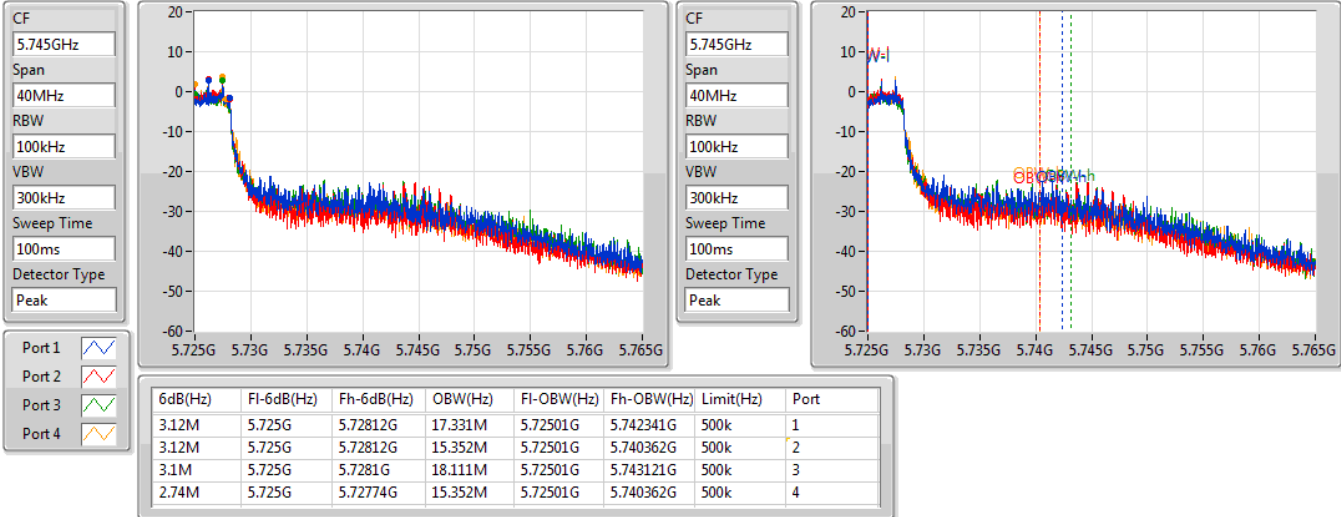 CF
5.745GHz
Span
40MHz
RBW
100kHz
VBW
300kHz
Sweep Time
100ms
Detector Type
Peak
20
10
0
-10
-20
-30
-40
-50
-60
5.725G 5.73G 5.735G 5.74G 5.745G 5.75G 5.755G 5.76G 5.765G
CF
5.745GHz
Span
40MHz
RBW
100kHz
VBW
300kHz
Sweep Time
100ms
Detector Type
Peak
20
10
0
-10
-20
-30
-40
-50
-60
5.725G 5.73G 5.735G 5.74G 5.745G 5.75G 5.755G 5.76G 5.765G
Port 1
Port 2
Port 3
Port 4
6dB(Hz) Fl-6dB(Hz) Fh-6dB(Hz) OBW(Hz) Fl-OBW(Hz) Fh-OBW(Hz) Limit(Hz) Port
3.12M 5.725G 5.72812G 17.331M 5.72501G 5.742341G 500k 1
3.12M 5.725G 5.72812G 15.352M 5.72501G 5.740362G 500k 2
3.1M 5.725G 5.7281G 18.111M 5.72501G 5.743121G 500k 3
2.74M 5.725G 5.72774G 15.352M 5.72501G 5.740362G 500k 4